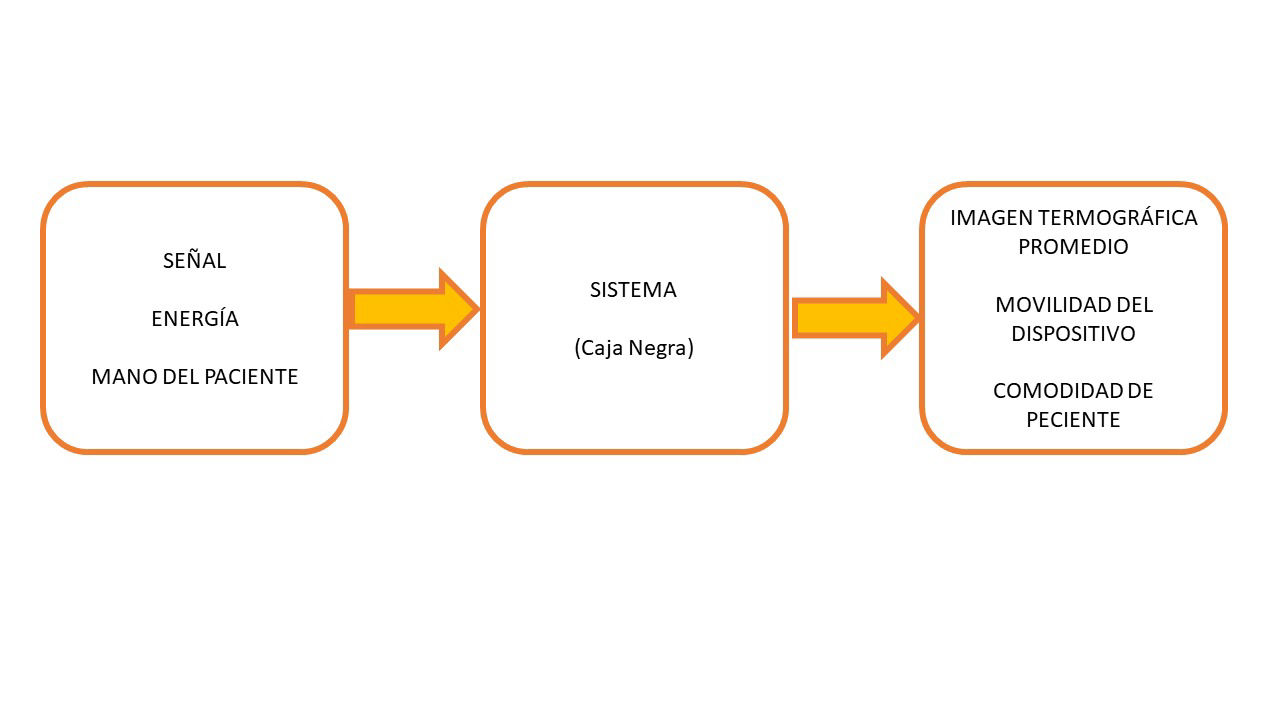 SEÑAL
ENERGÍA
MANO DEL PACIENTE
SISTEMA
(Caja Negra)
IMAGEN TERMOGRÁFICA
PROMEDIO
MOVILIDAD DEL
DISPOSITIVO
COMODIDAD DE
PECIENTE